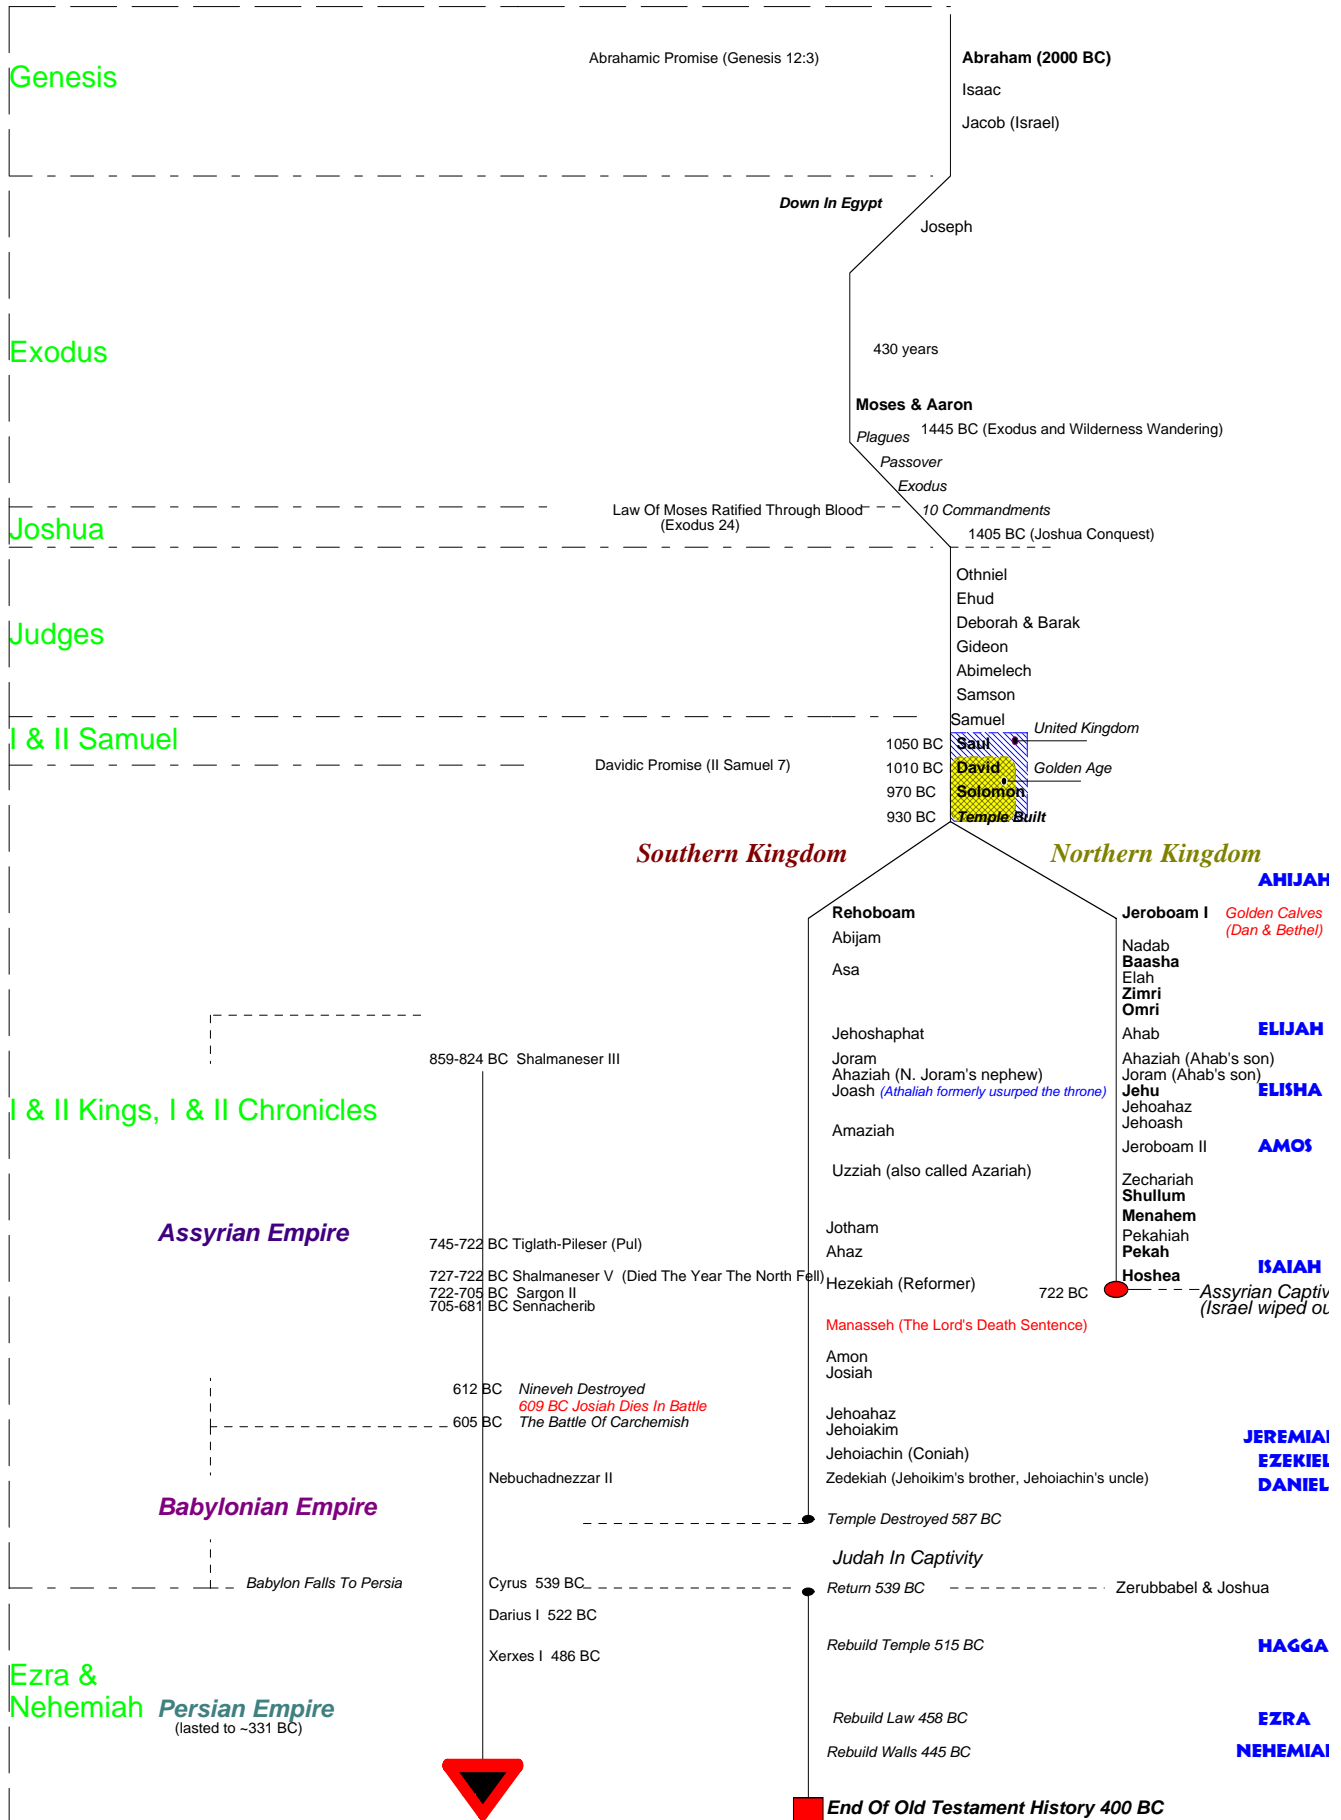 Genesis
Abrahamic Promise (Genesis 12:3)
Abraham (2000 BC)
Isaac
Jacob (Israel)
Down In Egypt
Joseph
Exodus
430 years
Moses & Aaron
Plagues
1445 BC (Exodus and Wilderness Wandering)
Passover
Exodus
Law Of Moses Ratified Through Blood
(Exodus 24)
10 Commandments
Joshua
1405 BC (Joshua Conquest)
Othniel
Ehud
Deborah & Barak
Judges
Gideon
Abimelech
Samson
Samuel
I & II Samuel
United Kingdom
1050 BC Saul
Davidic Promise (II Samuel 7)
1010 BC David
Golden Age
970 BC Solomon
930 BC Temple Built
Southern Kingdom
Northern Kingdom
AHIJAH
Rehoboam
Jeroboam I
Golden Calves
(Dan & Bethel)
Abijam
Nadab
Baasha
Asa
Elah
Zimri
Omri
Jehoshaphat
Ahab
ELIJAH
859-824 BC Shalmaneser III
Joram
Ahaziah (Ahab's son)
Ahaziah (N. Joram's nephew)
Joram (Ahab's son)
Joash (Athaliah formerly usurped the throne)
Jehu
ELISHA
I & II Kings, I & II Chronicles
Jehoahaz
Jehoash
Amaziah
Jeroboam II
AMOS
Uzziah (also called Azariah)
Zechariah
Shullum
Menahem
Assyrian Empire
Jotham
Pekahiah
745-722 BC Tiglath-Pileser (Pul)
Ahaz
Pekah
ISAIAH
727-722 BC Shalmaneser V (Died The Year The North Fell)
Hezekiah (Reformer)
Hoshea
722-705 BC Sargon II
722 BC
Assyrian Captiv
705-681 BC Sennacherib
(Israel wiped ou
Manasseh (The Lord's Death Sentence)
Amon
Josiah
612 BC Nineveh Destroyed
609 BC Josiah Dies In Battle
605 BC The Battle Of Carchemish
Jehoahaz
Jehoiakim
JEREMIAH
Jehoiachin (Coniah)
EZEKIEL
Nebuchadnezzar II
Zedekiah (Jehoikim's brother, Jehoiachin's uncle)
DANIEL
Babylonian Empire
Temple Destroyed 587 BC
Judah In Captivity
Babylon Falls To Persia
Cyrus 539 BC
Return 539 BC
Zerubbabel & Joshua
Darius I 522 BC
Rebuild Temple 515 BC
HAGGA
Xerxes I 486 BC
Ezra &
Nehemiah
Persian Empire
(lasted to ~331 BC)
Rebuild Law 458 BC
EZRA
Rebuild Walls 445 BC
NEHEMIAH
End Of Old Testament History 400 BC